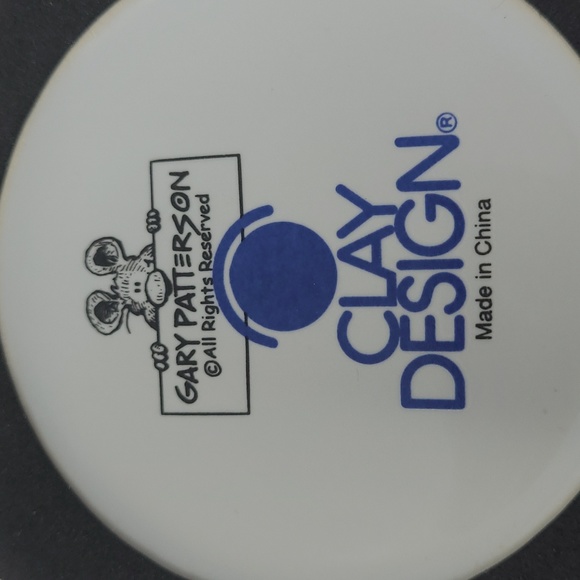 GARY PATTERSON
©All Rights Reserved
CLAY
DESIGN®
Made in China